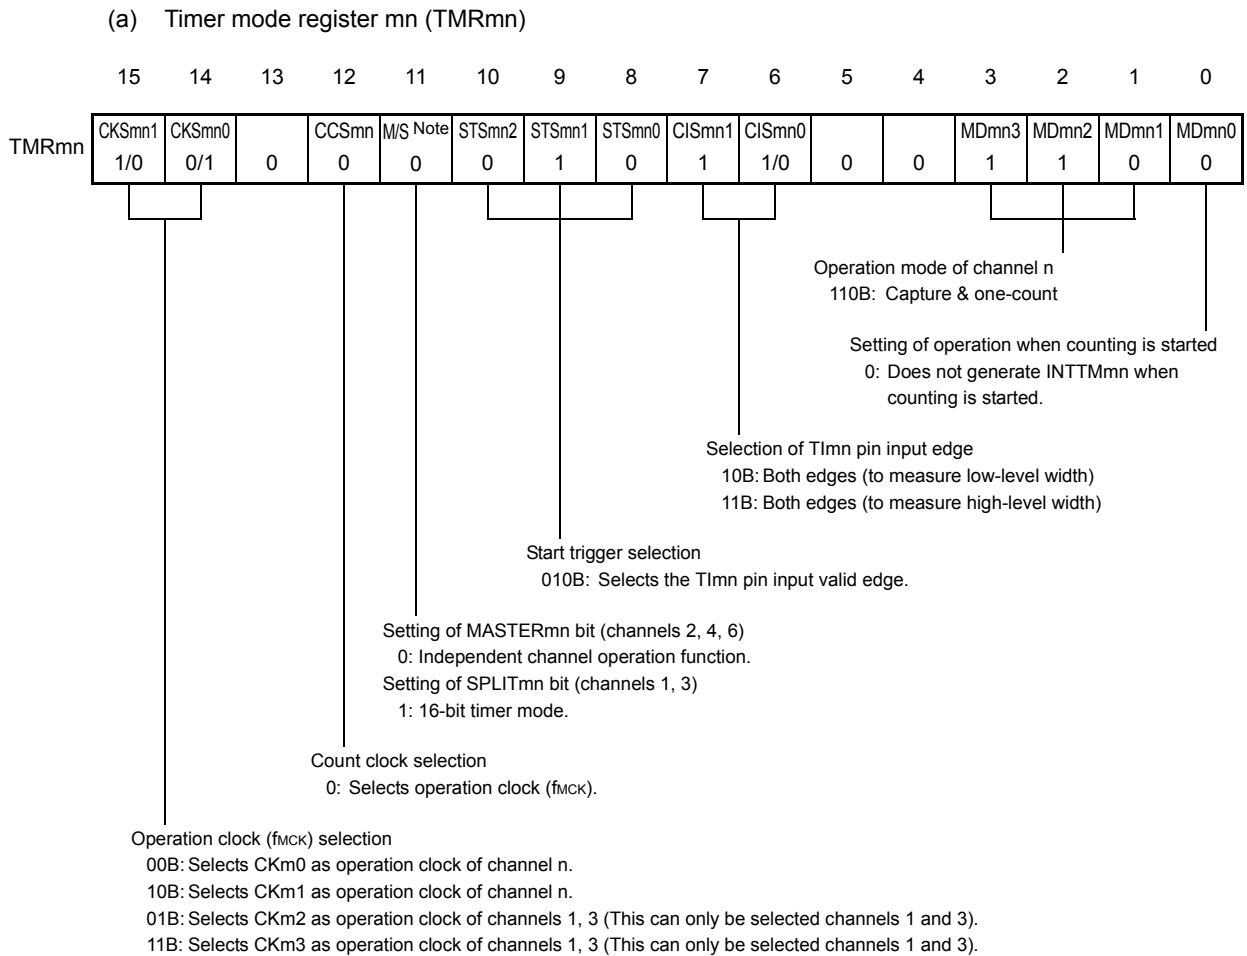 (a) Timer mode register mn (TMRmn)
15 14 13 12 11 10 9 8 7 6 5 4 3 2 1 0
TMRmn
CKSmn1 CKSmn0 CCSmn M/S Note STSmn2 STSmn1 STSmn0 CISmn1 CISmn0 MDmn3 MDmn2 MDmn1 MDmn0
1/0 0/1 0 0 0 0 1 0 1 1/0 0 0 1 1 0 0
Operation mode of channel n
110B: Capture & one-count
Setting of operation when counting is started
0: Does not generate INTTMmn when
counting is started.
Selection of TImn pin input edge
10B: Both edges (to measure low-level width)
11B: Both edges (to measure high-level width)
Start trigger selection
010B: Selects the TImn pin input valid edge.
Setting of MASTERmn bit (channels 2, 4, 6)
0: Independent channel operation function.
Setting of SPLITmn bit (channels 1, 3)
1: 16-bit timer mode.
Count clock selection
0: Selects operation clock (fMCK).
Operation clock (fMCK) selection
00B: Selects CKm0 as operation clock of channel n.
10B: Selects CKm1 as operation clock of channel n.
01B: Selects CKm2 as operation clock of channels 1, 3 (This can only be selected channels 1 and 3).
11B: Selects CKm3 as operation clock of channels 1, 3 (This can only be selected channels 1 and 3).